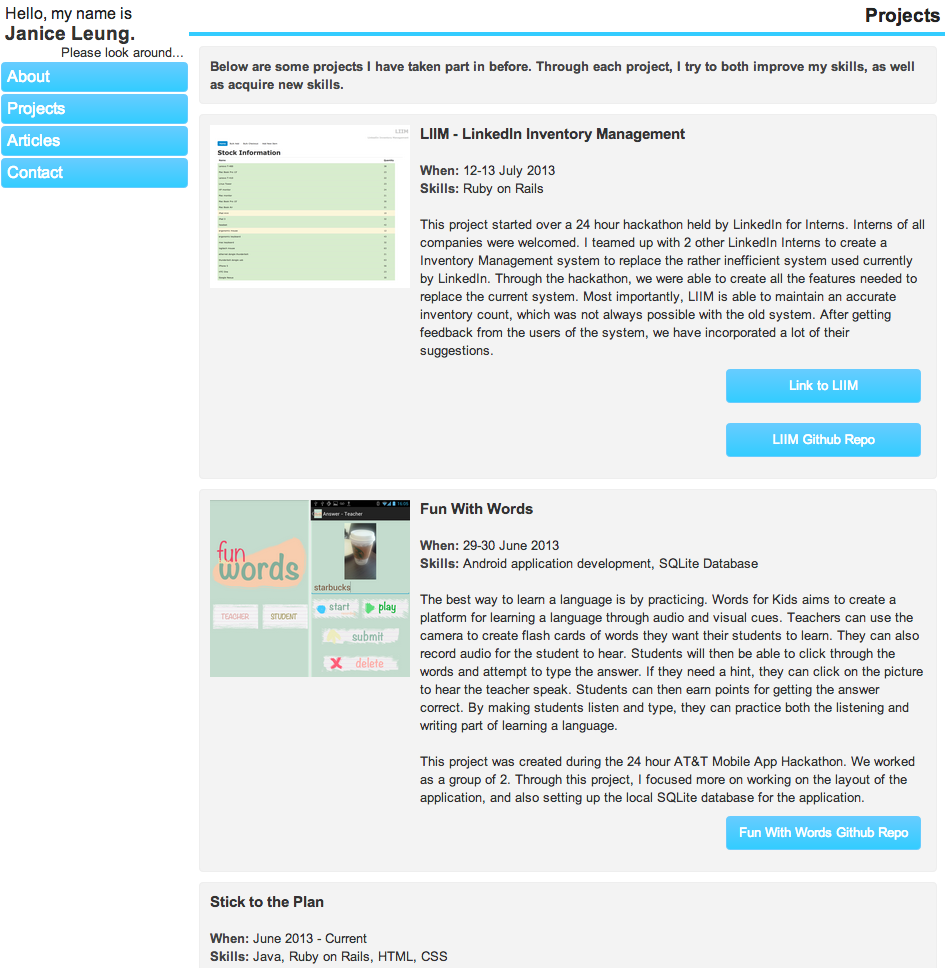 Hello, my name is
Janice Leung.
Please look around...
About
Projects
Articles
Contact
Projects
Below are some projects I have taken part in before. Through each project, I try to both improve my skills, as well
as acquire new skills.
LIIM
Stock Information
LIIM - LinkedIn Inventory Management
When: 12-13 July 2013
Skills: Ruby on Rails
This project started over a 24 hour hackathon held by LinkedIn for Interns. Interns of all
companies were welcomed. I teamed up with 2 other LinkedIn Interns to create a
Inventory Management system to replace the rather inefficient system used currently
by LinkedIn. Through the hackathon, we were able to create all the features needed to
replace the current system. Most importantly, LIIM is able to maintain an accurate
inventory count, which was not always possible with the old system. After getting
feedback from the users of the system, we have incorporated a lot of their
suggestions.
Link to LIIM
LIIM Github Repo
fun
words
TEACHER STUDENT
Answer - Teacher
starbucks
start play
submit
delete
Fun With Words
When: 29-30 June 2013
Skills: Android application development, SQLite Database
The best way to learn a language is by practicing. Words for Kids aims to create a
platform for learning a language through audio and visual cues. Teachers can use the
camera to create flash cards of words they want their students to learn. They can also
record audio for the student to hear. Students will then be able to click through the
words and attempt to type the answer. If they need a hint, they can click on the picture
to hear the teacher speak. Students can then earn points for getting the answer
correct. By making students listen and type, they can practice both the listening and
writing part of learning a language.
This project was created during the 24 hour AT&T Mobile App Hackathon. We worked
as a group of 2. Through this project, I focused more on working on the layout of the
application, and also setting up the local SQLite database for the application.
Fun With Words Github Repo
Stick to the Plan
When: June 2013 - Current
Skills: Java, Ruby on Rails, HTML, CSS